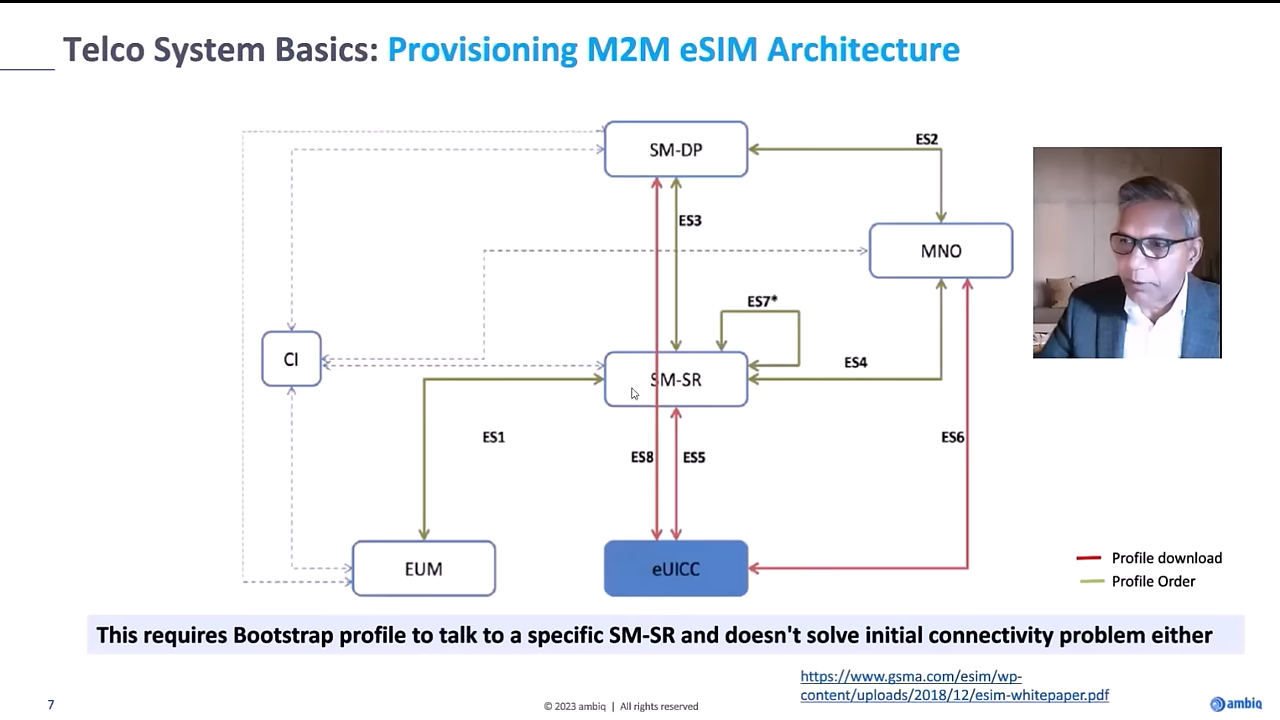 Telco System Basics: Provisioning M2M eSIM Architecture
SM-DP
ES2
ES3
MNO
ES7*
CI
SM-SR
ES4
ES1
ES8
ES5
ES6
EUM
eUICC
Profile download
Profile Order
This requires Bootstrap profile to talk to a specific SM-SR and doesn't solve initial connectivity problem either
https://www.gsma.com/esim/wp-
content/uploads/2018/12/esim-whitepaper.pdf
7
© 2023 ambiq | All rights reserved
ambiq